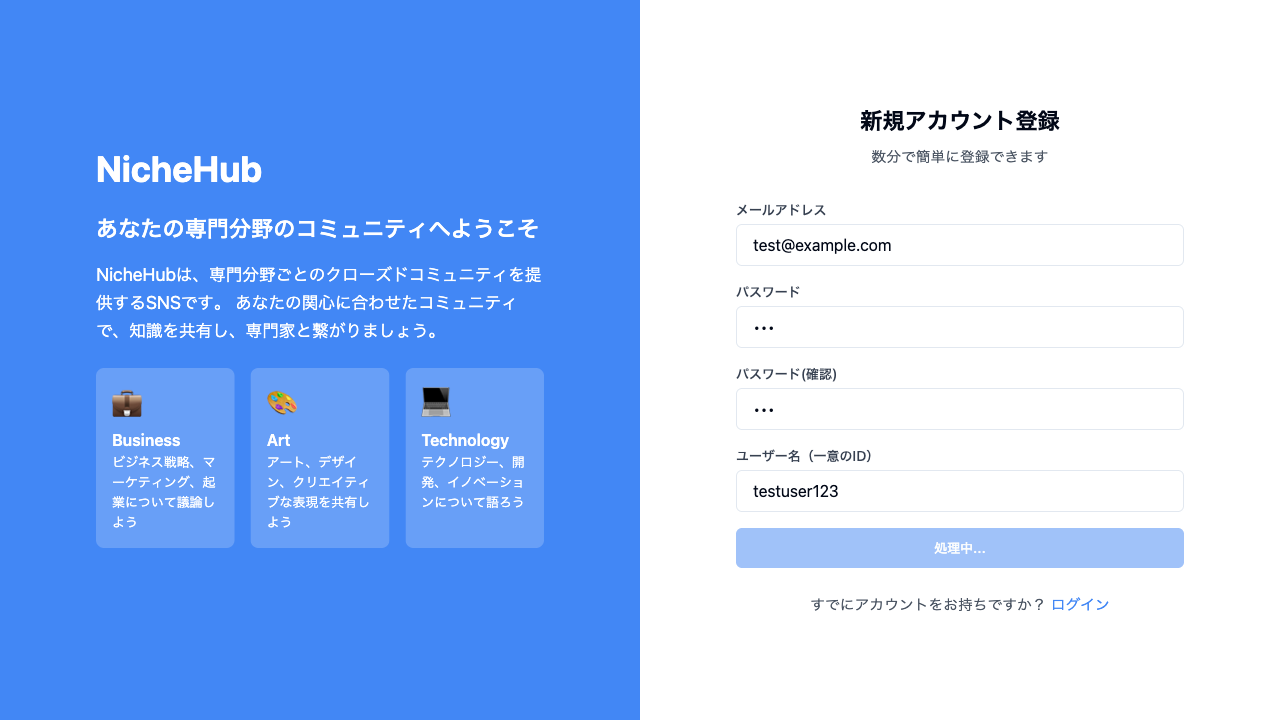 NicheHub
あなたの専門分野のコミュニティへようこそ
NicheHubは、専門分野ごとのクローズドコミュニティを提
供するSNSです。 あなたの関心に合わせたコミュニティ
で、知識を共有し、専門家と繋がりましょう。
Business
ビジネス戦略、マ
ーケティング、起
業について議論し
よう
Art
アート、デザイ
ン、クリエイティ
ブな表現を共有し
よう
Technology
テクノロジー、開
発、イノベーショ
ンについて語ろう
新規アカウント登録
数分で簡単に登録できます
メールアドレス
test@example.com
パスワード
•••
パスワード(確認)
•••
ユーザー名（一意のID）
testuser123
処理中...
すでにアカウントをお持ちですか？ ログイン